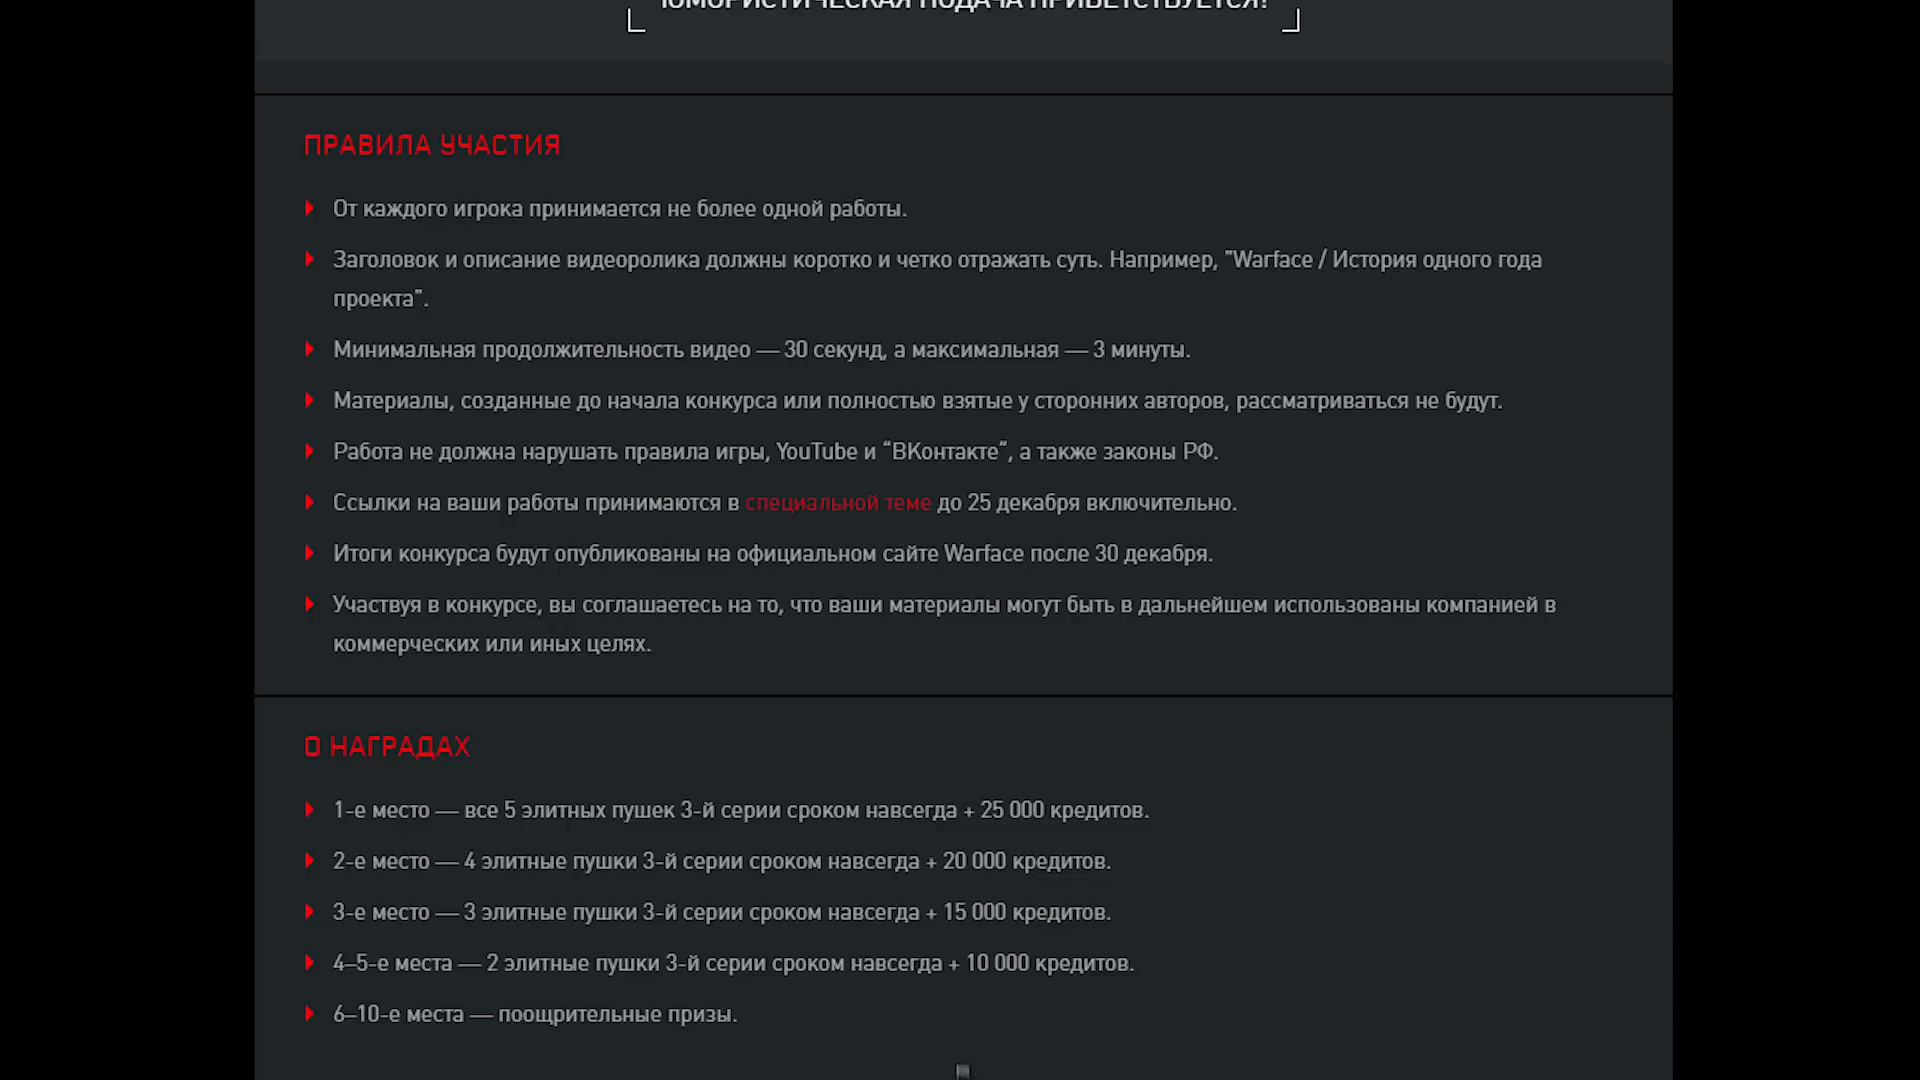 ЮМОРИСТИЧЕСКАЯ ПОДАЧА ПРИВЕТСТВУЕТСЯ!
ПРАВИЛА УЧАСТИЯ
От каждого игрока принимается не более одной работы.
Заголовок и описание видеоролика должны коротко и четко отражать суть. Например, "Warface / История одного года
проекта".
Минимальная продолжительность видео — 30 секунд, а максимальная — 3 минуты.
Материалы, созданные до начала конкурса или полностью взятые у сторонних авторов, рассматриваться не будут.
Работа не должна нарушать правила игры, YouTube и “ВКонтакте“, а также законы РФ.
Ссылки на ваши работы принимаются в специальной теме до 25 декабря включительно.
Итоги конкурса будут опубликованы на официальном сайте Warface после 30 декабря.
Участвуя в конкурсе, вы соглашаетесь на то, что ваши материалы могут быть в дальнейшем использованы компанией в
коммерческих или иных целях.
О НАГРАДАХ
1-е место — все 5 элитных пушек 3-й серии сроком навсегда + 25 000 кредитов.
2-е место — 4 элитные пушки 3-й серии сроком навсегда + 20 000 кредитов.
3-е место — 3 элитные пушки 3-й серии сроком навсегда + 15 000 кредитов.
4–5-е места — 2 элитные пушки 3-й серии сроком навсегда + 10 000 кредитов.
6–10-е места — поощрительные призы.